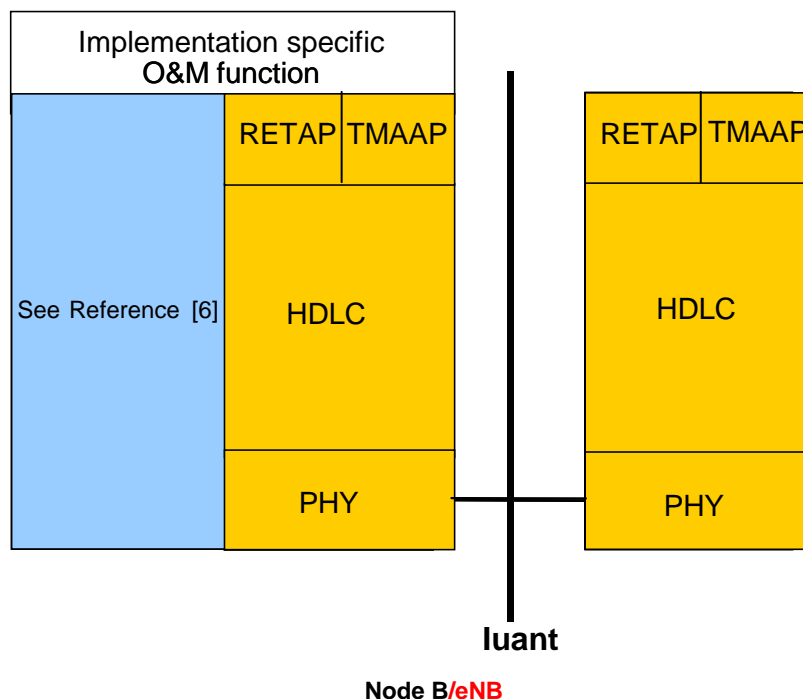 Implementation specific
O&M function
RETAP TMAAP
RETAP TMAAP
See Reference [6]
HDLC
HDLC
PHY
PHY
Iuant
Node B/eNB